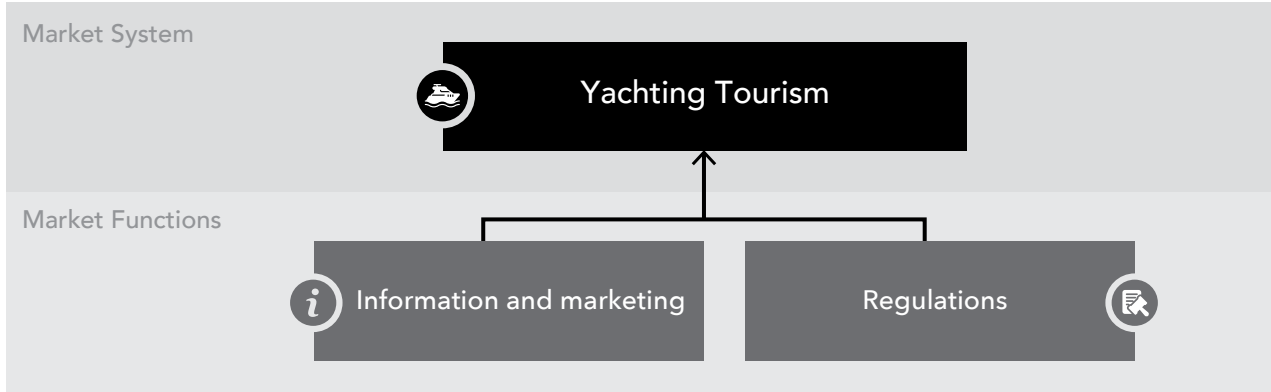 Market System
Yachting Tourism
Market Functions
Information and marketing
Regulations